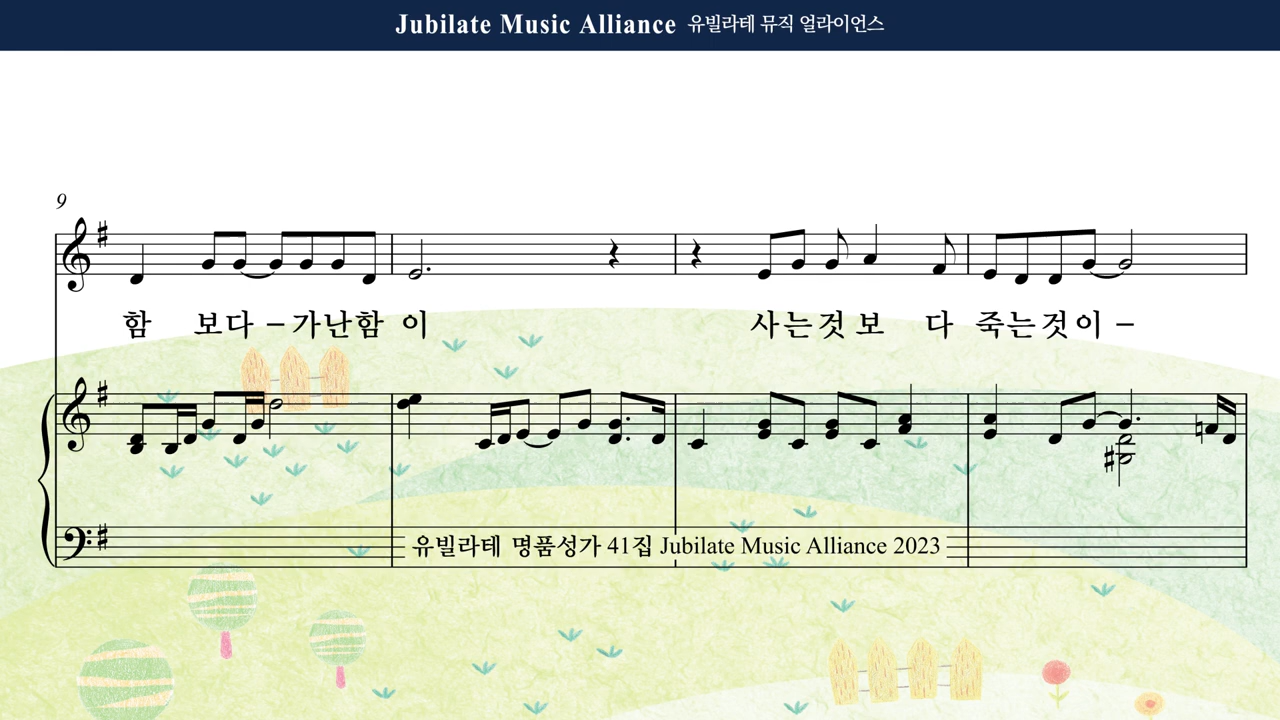 Jubilate Music Alliance 유빌라테 뮤직 얼라이언스
9
함 보다 - 가난함 이 사는것 보 다 죽는것이 -
유빌라테 명품성가 41집 Jubilate Music Alliance 2023